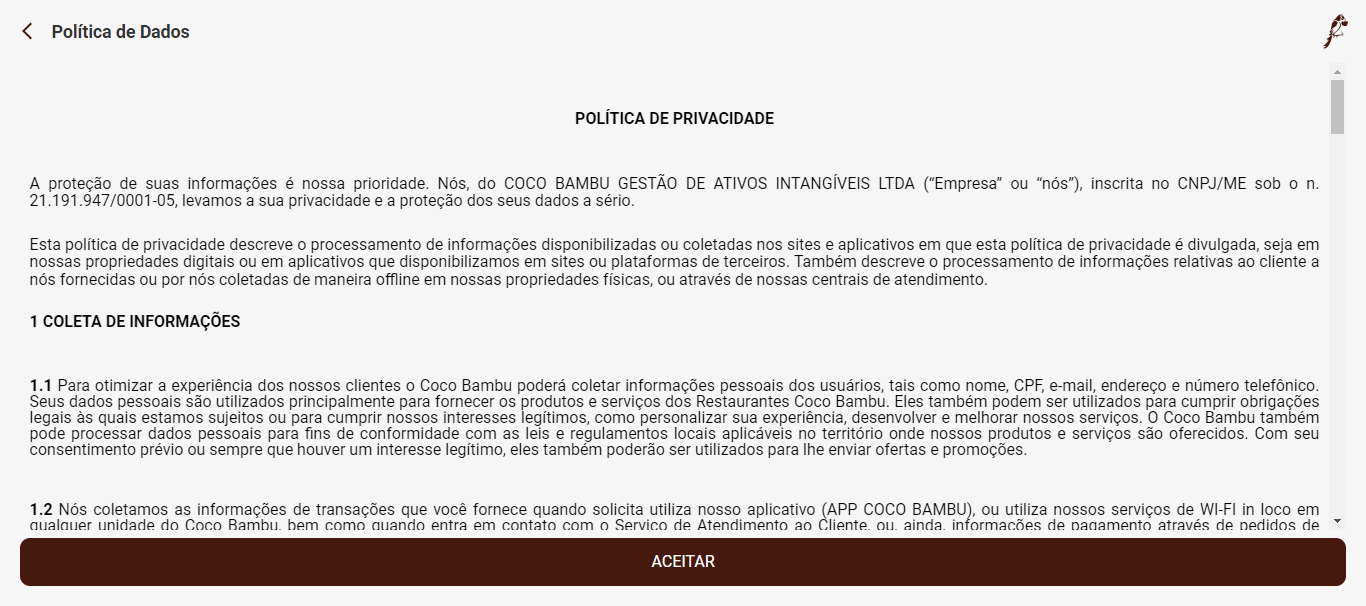 Política de Dados
POLÍTICA DE PRIVACIDADE
A proteção de suas informações é nossa prioridade. Nós, do COCO BAMBU GESTÃO DE ATIVOS INTANGÍVEIS LTDA (“Empresa” ou “nós”), inscrita no CNPJ/ME sob o n.
21.191.947/0001-05, levamos a sua privacidade e a proteção dos seus dados a sério.
Esta política de privacidade descreve o processamento de informações disponibilizadas ou coletadas nos sites e aplicativos em que esta política de privacidade é divulgada, seja em
nossas propriedades digitais ou em aplicativos que disponibilizamos em sites ou plataformas de terceiros. Também descreve o processamento de informações relativas ao cliente a
nós fornecidas ou por nós coletadas de maneira offline em nossas propriedades físicas, ou através de nossas centrais de atendimento.
1 COLETA DE INFORMAÇÕES
1.1 Para otimizar a experiência dos nossos clientes o Coco Bambu poderá coletar informações pessoais dos usuários, tais como nome, CPF, e-mail, endereço e número telefônico.
Seus dados pessoais são utilizados principalmente para fornecer os produtos e serviços dos Restaurantes Coco Bambu. Eles também podem ser utilizados para cumprir obrigações
legais às quais estamos sujeitos ou para cumprir nossos interesses legítimos, como personalizar sua experiência, desenvolver e melhorar nossos serviços. O Coco Bambu também
pode processar dados pessoais para fins de conformidade com as leis e regulamentos locais aplicáveis no território onde nossos produtos e serviços são oferecidos. Com seu
consentimento prévio ou sempre que houver um interesse legítimo, eles também poderão ser utilizados para lhe enviar ofertas e promoções.
1.2 Nós coletamos as informações de transações que você fornece quando solicita utiliza nosso aplicativo (APP COCO BAMBU), ou utiliza nossos serviços de WI-FI in loco em
qualquer unidade do Coco Bambu, bem como quando entra em contato com o Serviço de Atendimento ao Cliente, ou, ainda, informações de pagamento através de pedidos de
ACEITAR